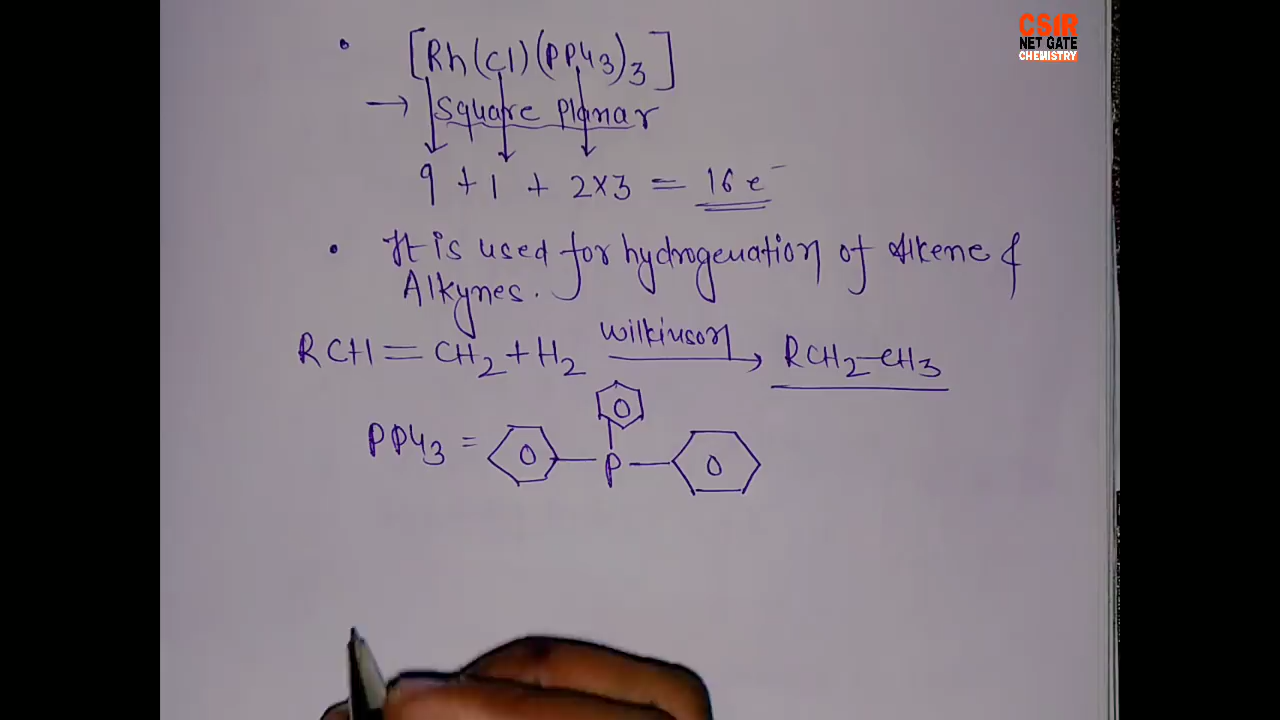 CSIR
NET GATE
CHEMISTRY
• [Rh(Cl)(PPh3)3]
→ Square Planar
9 + 1 + 2×3 = 16 e⁻
• It is used for hydrogenation of Alkene &
Alkynes.
RCH=CH2+H2 Wilkinson → RCH2-CH3
PPh3 = P